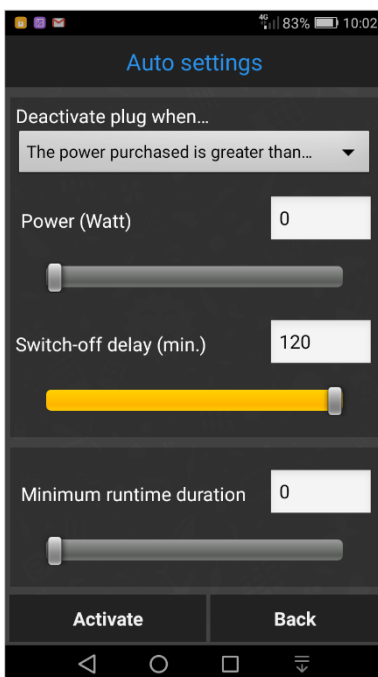 4G 83% 10:02
Auto settings
Deactivate plug when...
The power purchased is greater than...
Power (Watt) 0
Switch-off delay (min.) 120
Minimum runtime duration 0
Activate Back